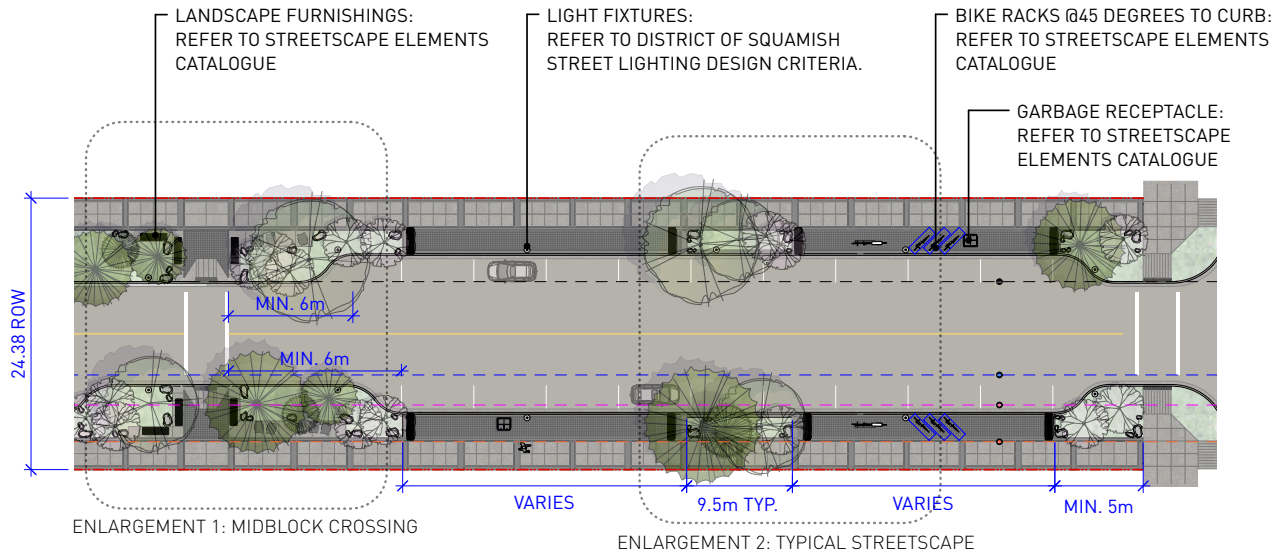 LANDSCAPE FURNISHINGS:
REFER TO STREETSCAPE ELEMENTS
CATALOGUE
LIGHT FIXTURES:
REFER TO DISTRICT OF SQUAMISH
STREET LIGHTING DESIGN CRITERIA.
BIKE RACKS @45 DEGREES TO CURB:
REFER TO STREETSCAPE ELEMENTS
CATALOGUE
GARBAGE RECEPTACLE:
REFER TO STREETSCAPE
ELEMENTS CATALOGUE
24.38 ROW
MIN. 6m
MIN. 6m
VARIES
9.5m TYP.
VARIES
MIN. 5m
ENLARGEMENT 1: MIDBLOCK CROSSING
ENLARGEMENT 2: TYPICAL STREETSCAPE